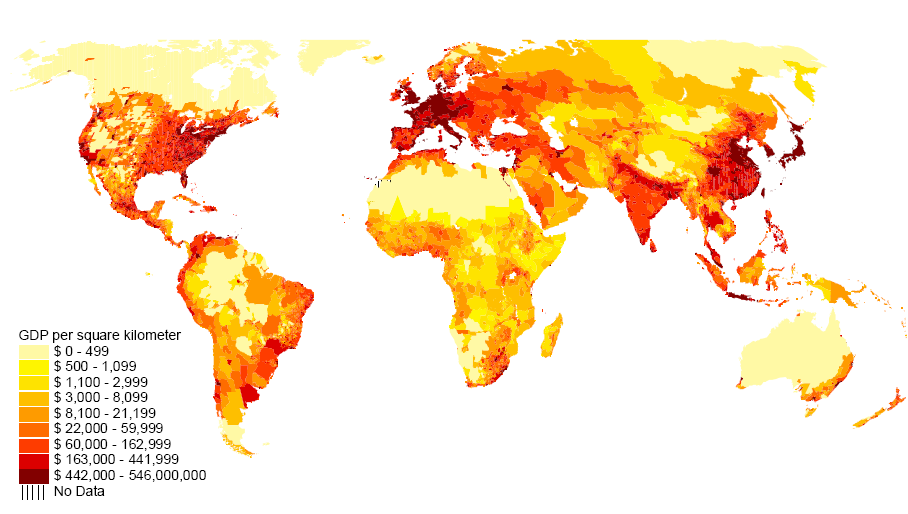 GDP per square kilometer
$ 0 - 499
$ 500 - 1,099
$ 1,100 - 2,999
$ 3,000 - 8,099
$ 8,100 - 21,199
$ 22,000 - 59,999
$ 60,000 - 162,999
$ 163,000 - 441,999
$ 442,000 - 546,000,000
No Data